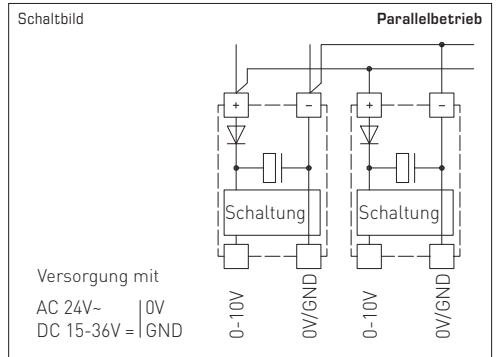 Schaltbild
Parallelbetrieb
+
−
+
−
Schaltung
Schaltung
Versorgung mit
AC 24V~ | 0V
DC 15-36V = | GND
0-10V
0V/GND
0-10V
0V/GND